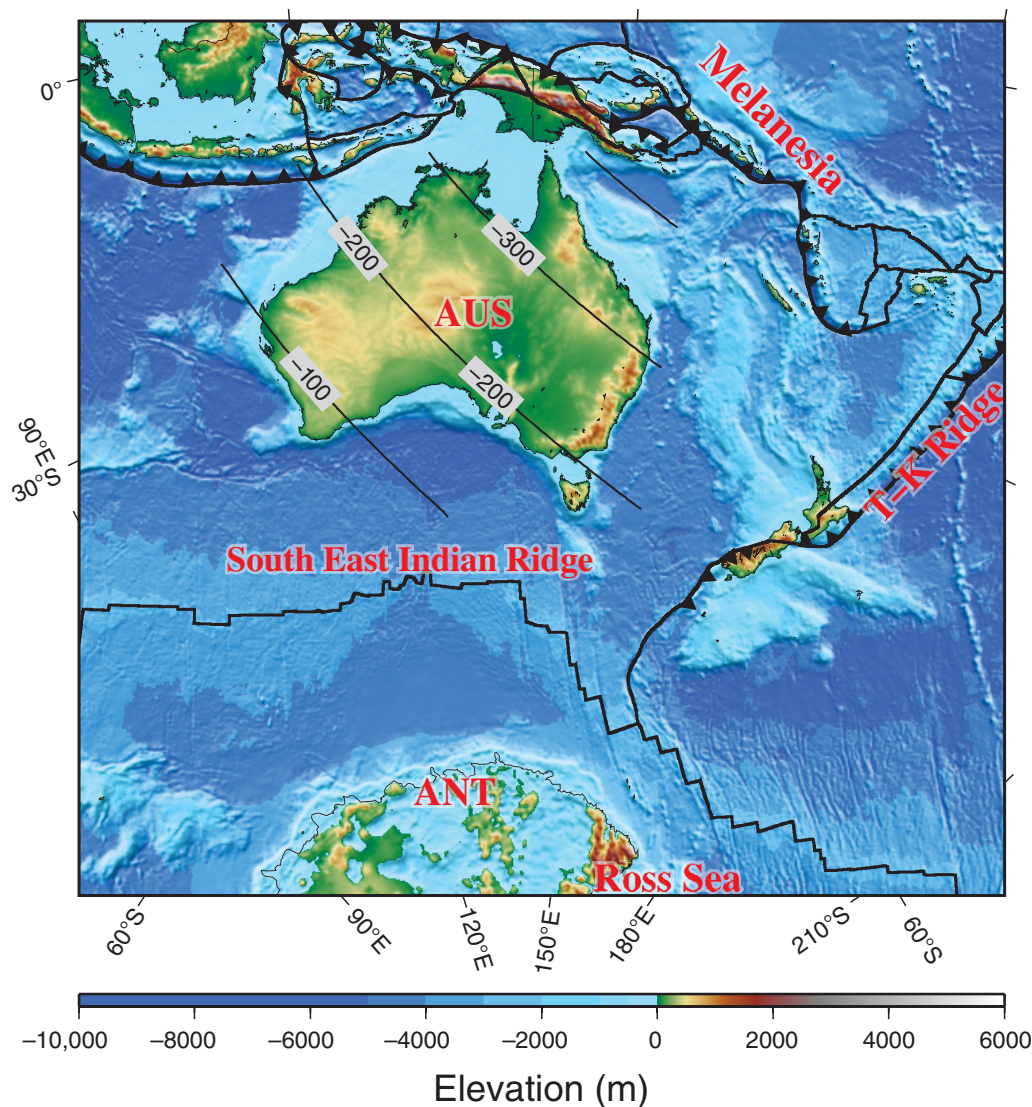 Melanesia
0°
−300
−200
AUS
−100
−200
90°E
30°S
T−K Ridge
South East Indian Ridge
ANT
Ross Sea
60°S
90°E
120°E
150°E
180°E
210°S
60°S
−10,000
−8000
−6000
−4000
−2000
0
2000
4000
6000
Elevation (m)